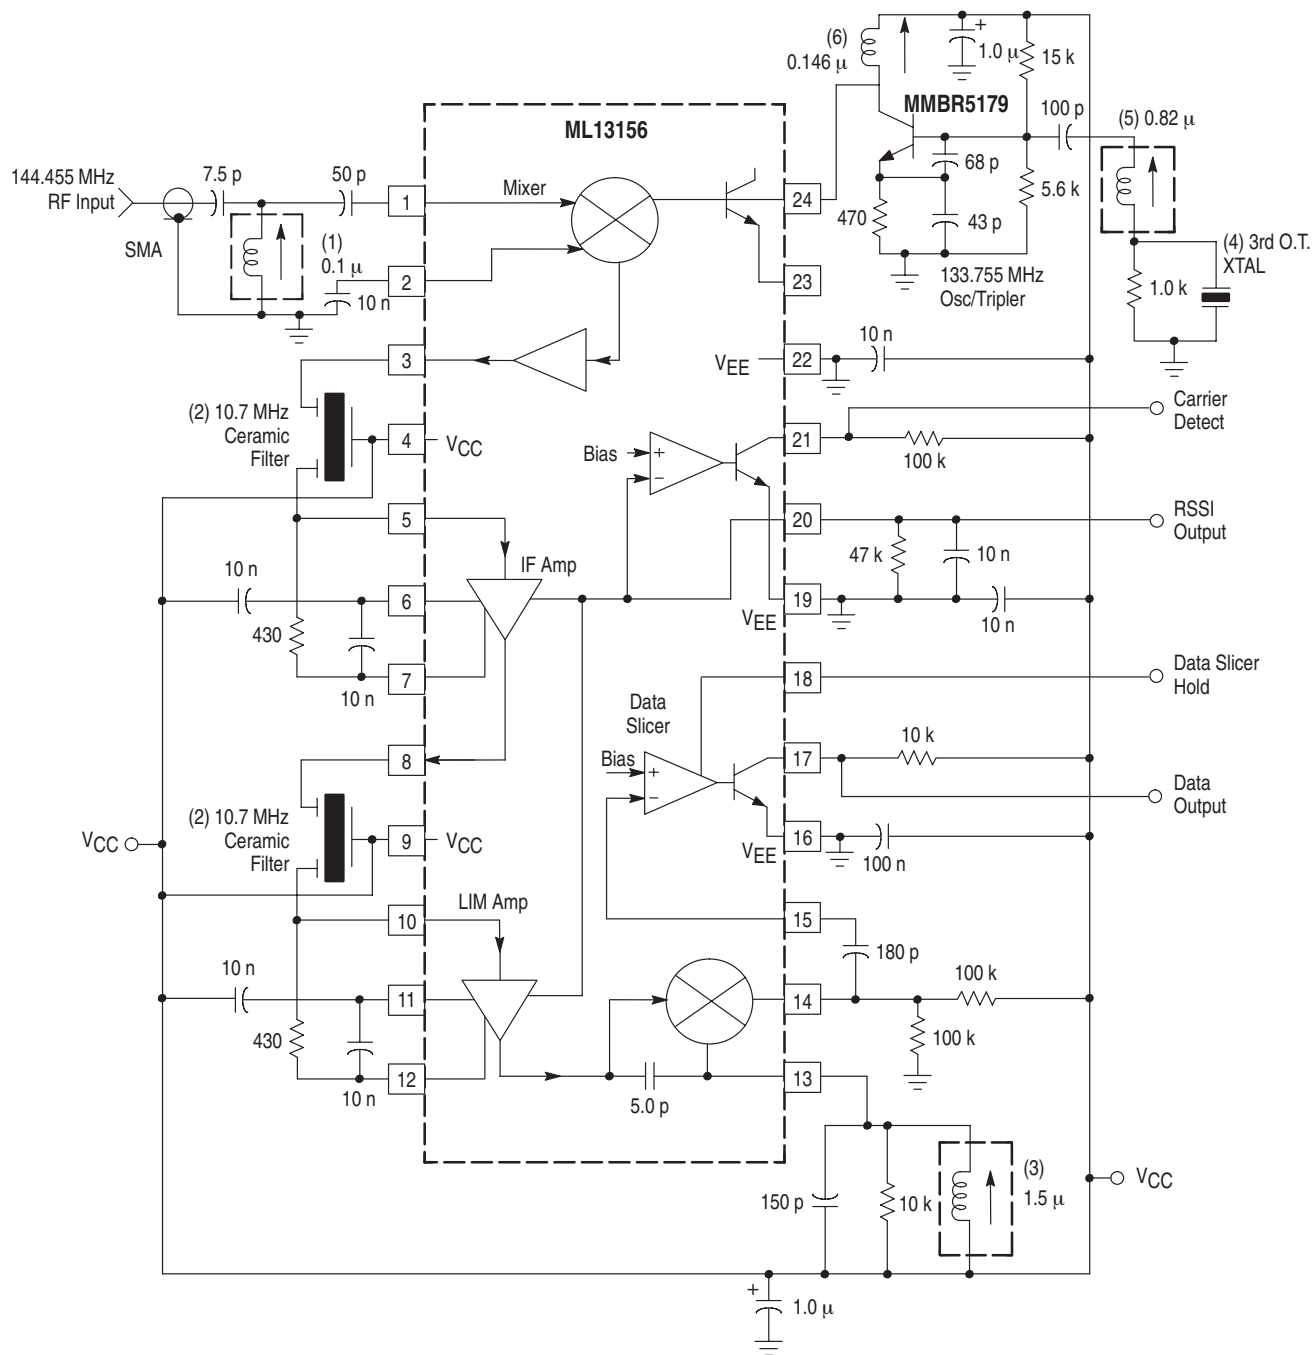 (6)
0.146 μ
+
1.0 μ
15 k
MMBR5179
100 p
(5) 0.82 μ
ML13156
144.455 MHz
RF Input
7.5 p
50 p
1
Mixer
24
68 p
5.6 k
470
43 p
SMA
(1)
0.1 μ
10 n
2
23
133.755 MHz
Osc/Tripler
(4) 3rd O.T.
XTAL
1.0 k
3
VEE
22
10 n
(2) 10.7 MHz
Ceramic
Filter
4
VCC
Bias
+
−
21
100 k
Carrier
Detect
5
20
RSSI
Output
47 k
10 n
IF Amp
10 n
6
VEE
19
10 n
430
10 n
7
18
Data Slicer
Hold
Data
Slicer
8
Bias
+
−
17
10 k
Data
Output
(2) 10.7 MHz
Ceramic
Filter
VCC
9
VCC
VEE
16
100 n
LIM Amp
10
15
180 p
10 n
11
14
100 k
100 k
430
10 n
12
5.0 p
13
150 p
10 k
(3)
1.5 μ
VCC
+
1.0 μ